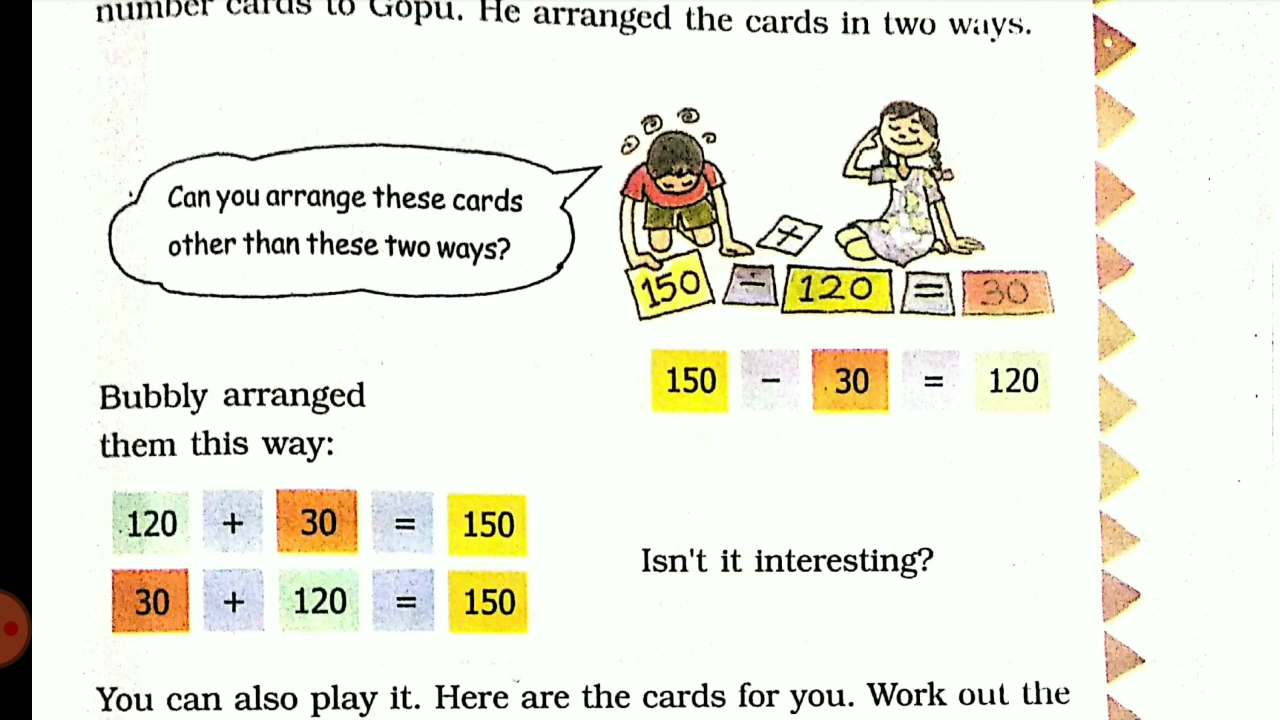 number cards to Gopu. He arranged the cards in two ways.
Can you arrange these cards
other than these two ways?
+
150 - 120 = 30
150 - 30 = 120
Bubbly arranged
them this way:
120 + 30 = 150
30 + 120 = 150
Isn't it interesting?
You can also play it. Here are the cards for you. Work out the